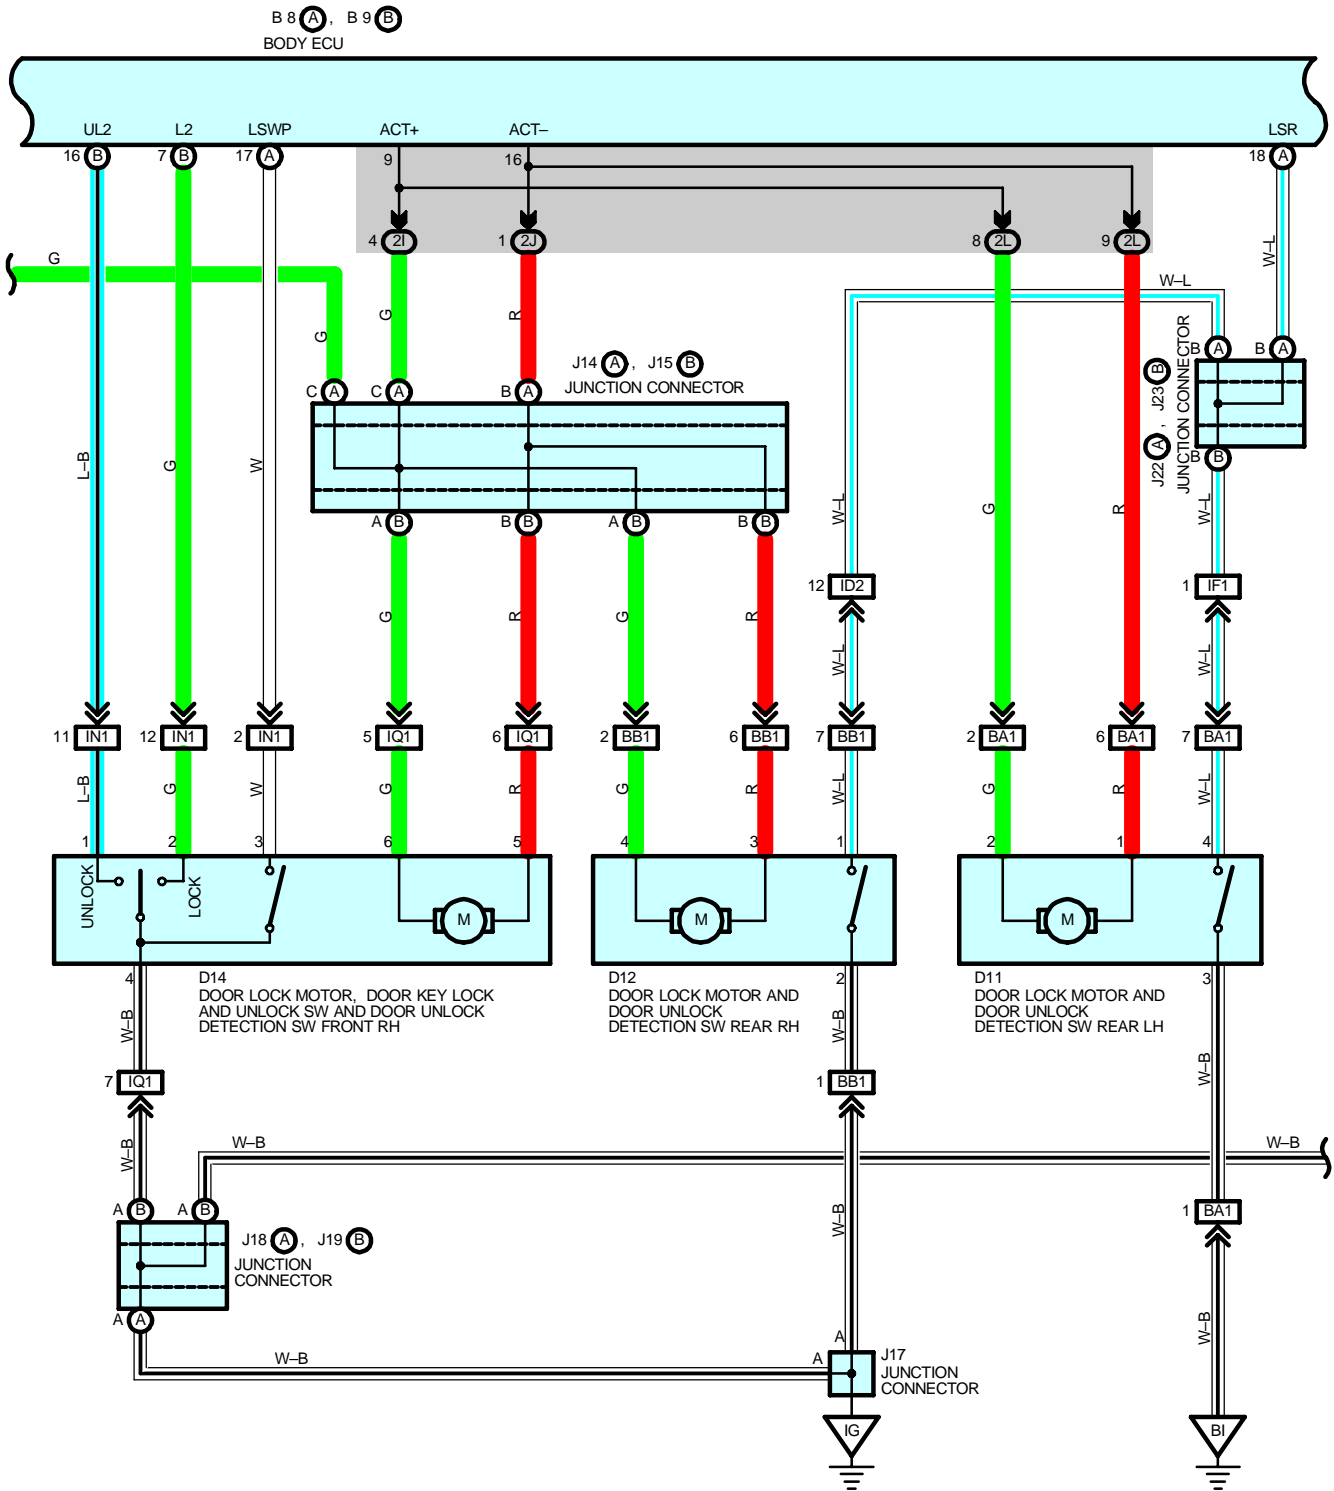 B 8 A , B 9 B
BODY ECU
UL2 L2 LSWP ACT+ ACT– LSR
16 B 7 B 17 A 9 16 18 A
4 2I 1 2J 8 2L 9 2L
G
W–L
W–L
G G R
J14 A , J15 B
JUNCTION CONNECTOR
C A C A B A
B A B A
J22 A , J23 B
JUNCTION CONNECTOR
B B
L–B G W
A B B B A B B B
W–L G R W–L
12 ID2 1 IF1
G R G R
W–L W–L
11 IN1 12 IN1 2 IN1 5 IQ1 6 IQ1 2 BB1 6 BB1 7 BB1 2 BA1 6 BA1 7 BA1
L–B G W G R G R W–L G R W–L
1 2 3 6 5 4 3 1 2 1 4
UNLOCK LOCK M M M
4 D14
DOOR LOCK MOTOR, DOOR KEY LOCK
AND UNLOCK SW AND DOOR UNLOCK
DETECTION SW FRONT RH
D12 2
DOOR LOCK MOTOR AND
DOOR UNLOCK
DETECTION SW REAR RH
D11 3
DOOR LOCK MOTOR AND
DOOR UNLOCK
DETECTION SW REAR LH
W–B W–B W–B
7 IQ1 1 BB1
W–B W–B W–B
A B A B
1 BA1
W–B
J18 A , J19 B
JUNCTION
CONNECTOR
A A
W–B
W–B
A
A
J17
JUNCTION
CONNECTOR
IG BI